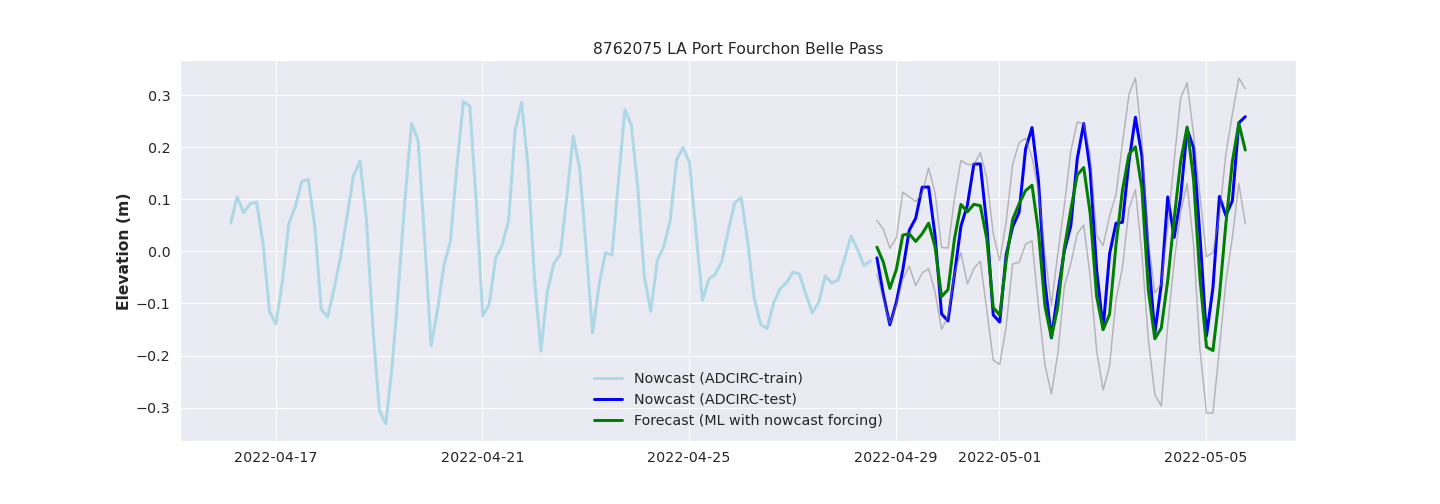 8762075 LA Port Fourchon Belle Pass
Elevation (m)
0.3
0.2
0.1
0.0
−0.1
−0.2
−0.3
Nowcast (ADCIRC-train)
Nowcast (ADCIRC-test)
Forecast (ML with nowcast forcing)
2022-04-17 2022-04-21 2022-04-25 2022-04-29 2022-05-01 2022-05-05